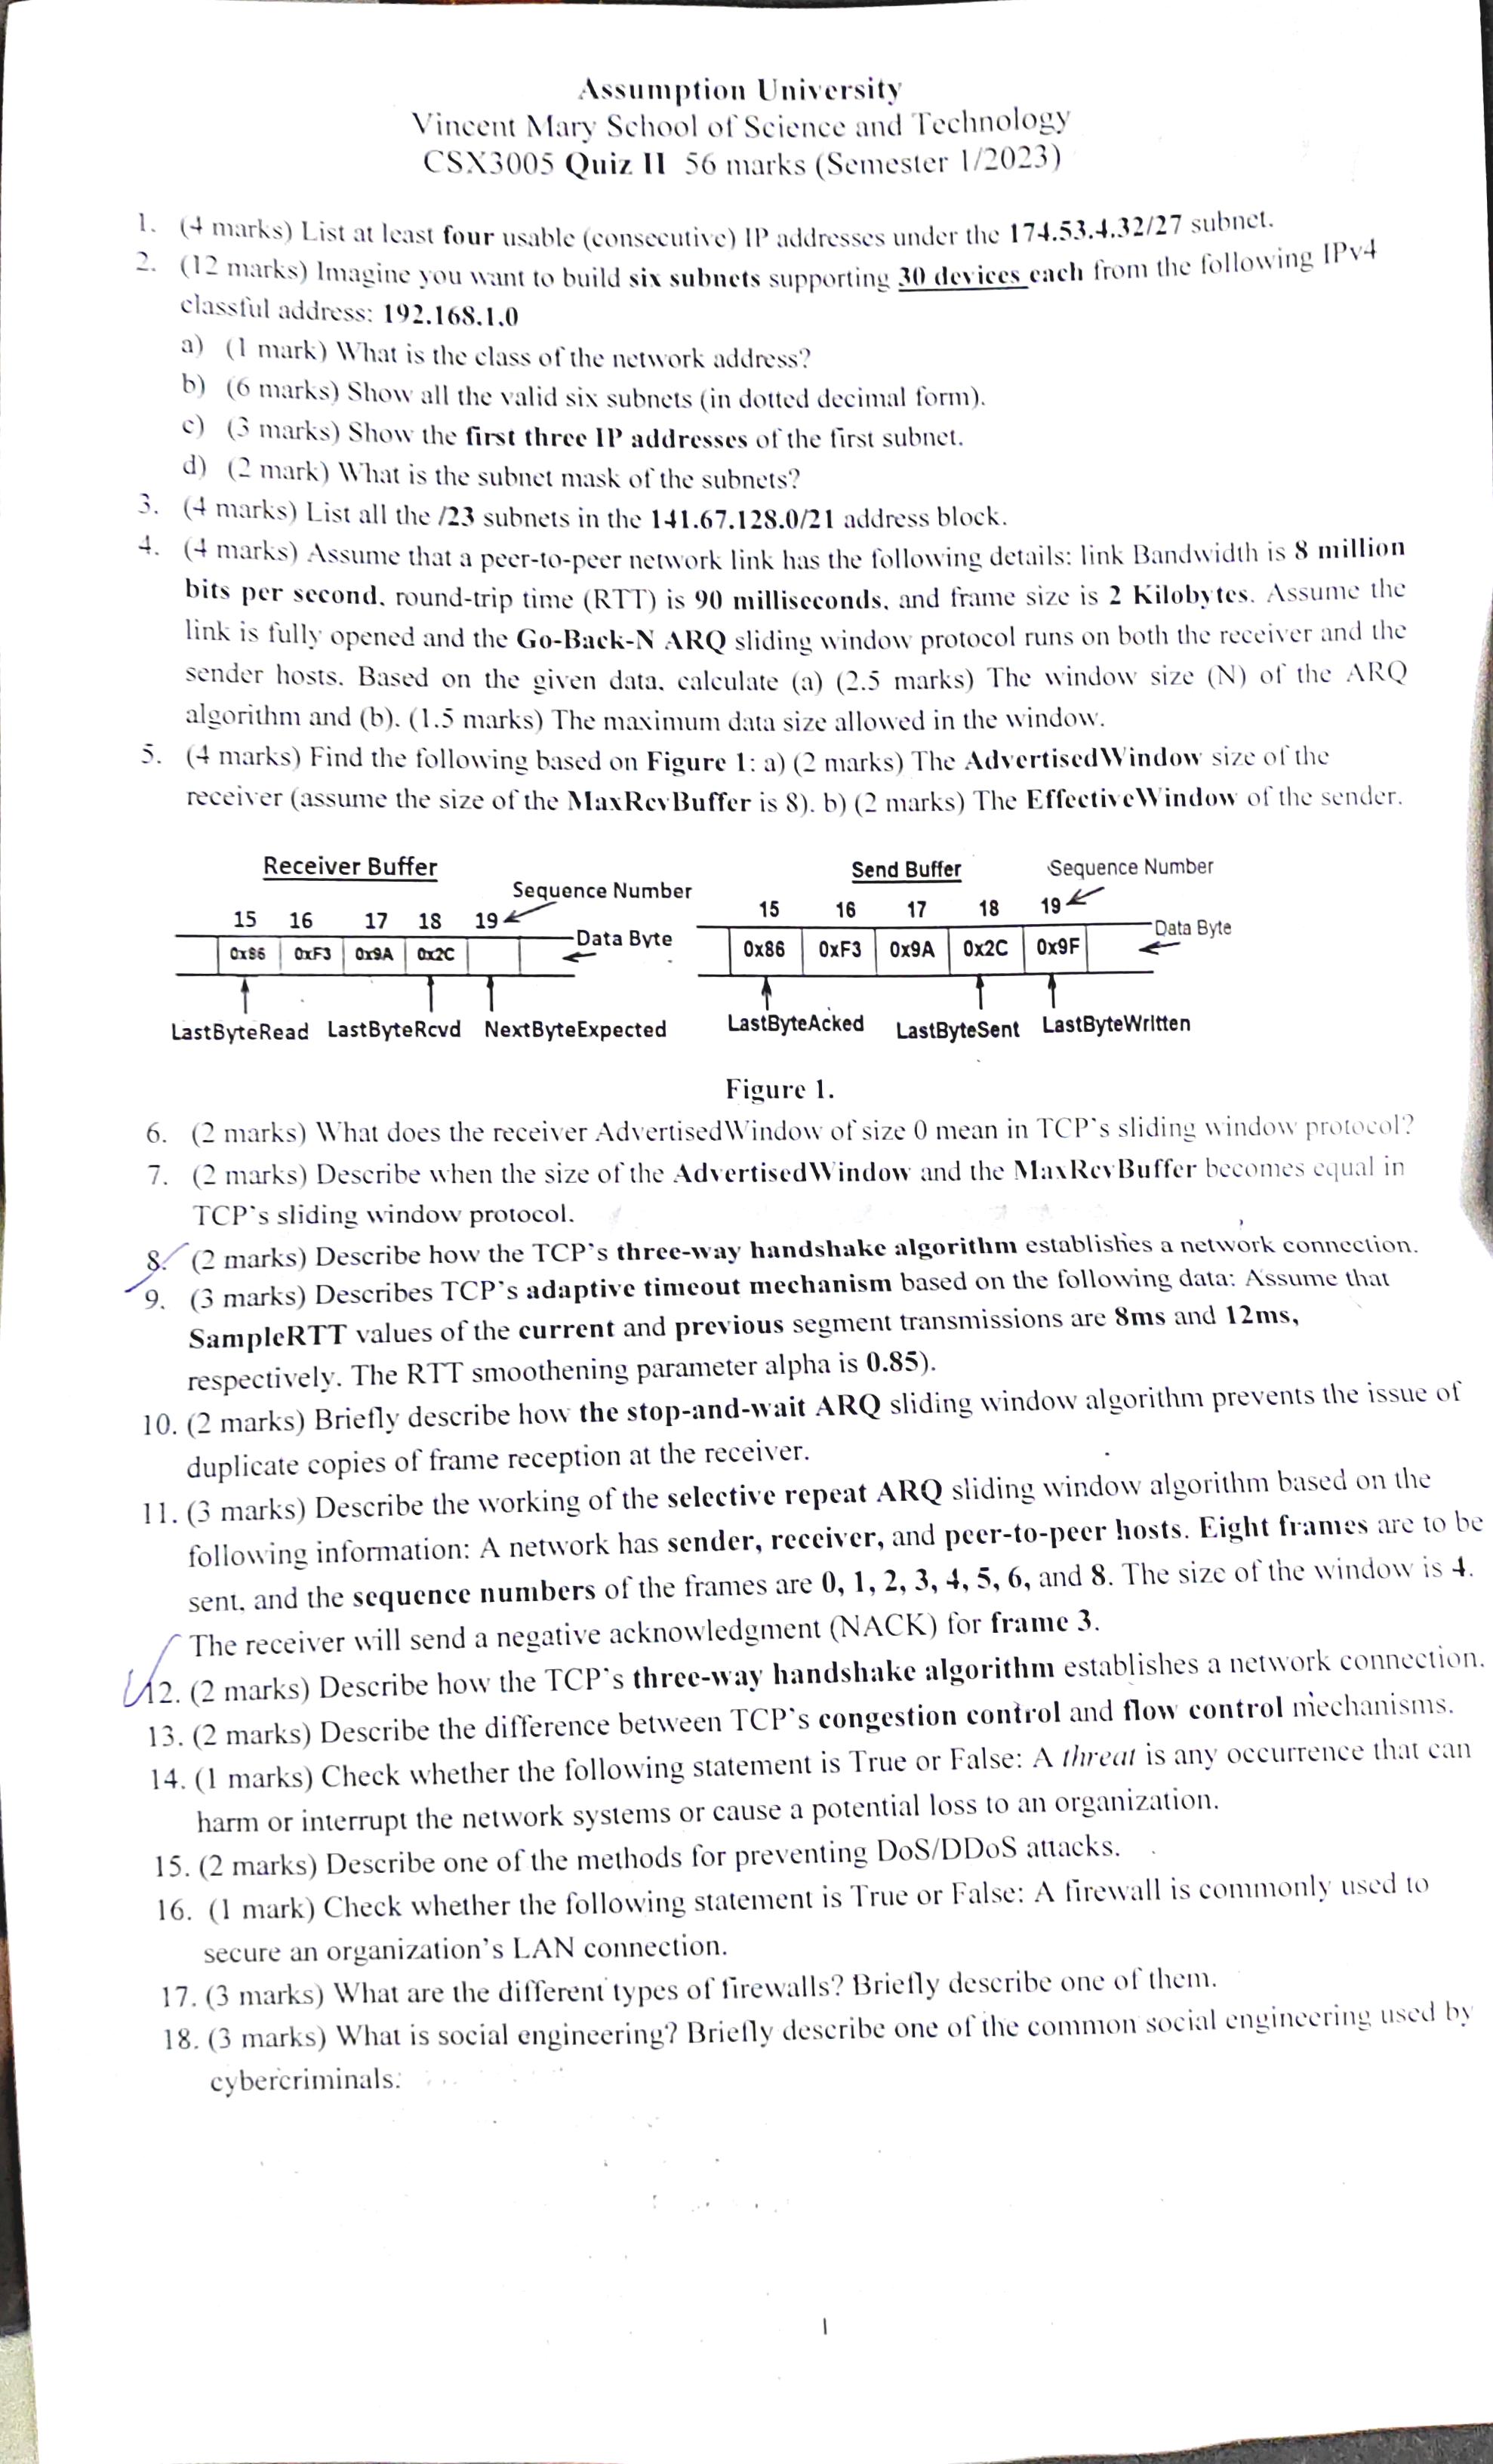 Assumption University
Vincent Mary School of Science and Technology
CSX3005 Quiz II 56 marks (Semester 1/2023)
1. (4 marks) List at least four usable (consecutive) IP addresses under the 174.53.4.32/27 subnet.
2. (12 marks) Imagine you want to build six subnets supporting 30 devices each from the following IPv4
classful address: 192.168.1.0
a) (1 mark) What is the class of the network address?
b) (6 marks) Show all the valid six subnets (in dotted decimal form).
c) (3 marks) Show the first three IP addresses of the first subnet.
d) (2 mark) What is the subnet mask of the subnets?
3. (4 marks) List all the /23 subnets in the 141.67.128.0/21 address block.
4. (4 marks) Assume that a peer-to-peer network link has the following details: link Bandwidth is 8 million
bits per second, round-trip time (RTT) is 90 milliseconds, and frame size is 2 Kilobytes. Assume the
link is fully opened and the Go-Back-N ARQ sliding window protocol runs on both the receiver and the
sender hosts. Based on the given data, calculate (a) (2.5 marks) The window size (N) of the ARQ
algorithm and (b). (1.5 marks) The maximum data size allowed in the window.
5. (4 marks) Find the following based on Figure 1: a) (2 marks) The AdvertisedWindow size of the
receiver (assume the size of the MaxRcvBuffer is 8). b) (2 marks) The EffectiveWindow of the sender.
Receiver Buffer
Sequence Number
15 16 17 18 19
Data Byte
0x86 0xF3 0x9A 0x2C
LastByteRead LastByteRcvd NextByteExpected
Send Buffer
Sequence Number
15 16 17 18 19
Data Byte
0x86 0xF3 0x9A 0x2C 0x9F
LastByteAcked LastByteSent LastByteWritten
Figure 1.
6. (2 marks) What does the receiver AdvertisedWindow of size 0 mean in TCP's sliding window protocol?
7. (2 marks) Describe when the size of the AdvertisedWindow and the MaxRcvBuffer becomes equal in
TCP's sliding window protocol.
8. (2 marks) Describe how the TCP's three-way handshake algorithm establishes a network connection.
9. (3 marks) Describes TCP's adaptive timeout mechanism based on the following data: Assume that
SampleRTT values of the current and previous segment transmissions are 8ms and 12ms,
respectively. The RTT smoothening parameter alpha is 0.85).
10. (2 marks) Briefly describe how the stop-and-wait ARQ sliding window algorithm prevents the issue of
duplicate copies of frame reception at the receiver.
11. (3 marks) Describe the working of the selective repeat ARQ sliding window algorithm based on the
following information: A network has sender, receiver, and peer-to-peer hosts. Eight frames are to be
sent, and the sequence numbers of the frames are 0, 1, 2, 3, 4, 5, 6, and 8. The size of the window is 4.
The receiver will send a negative acknowledgment (NACK) for frame 3.
12. (2 marks) Describe how the TCP's three-way handshake algorithm establishes a network connection.
13. (2 marks) Describe the difference between TCP's congestion control and flow control mechanisms.
14. (1 marks) Check whether the following statement is True or False: A threat is any occurrence that can
harm or interrupt the network systems or cause a potential loss to an organization.
15. (2 marks) Describe one of the methods for preventing DoS/DDoS attacks.
16. (1 mark) Check whether the following statement is True or False: A firewall is commonly used to
secure an organization's LAN connection.
17. (3 marks) What are the different types of firewalls? Briefly describe one of them.
18. (3 marks) What is social engineering? Briefly describe one of the common social engineering used by
cybercriminals.
1